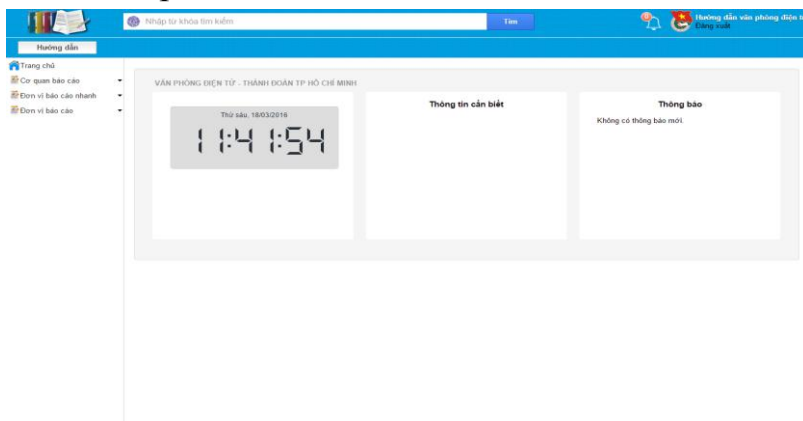 Nhập từ khóa tìm kiếm
Tìm
Hướng dẫn văn phòng điện t
Đăng xuất
Hướng dẫn
Trang chủ
Cơ quan báo cáo
Đơn vị báo cáo nhanh
Đơn vị báo cáo
VĂN PHÒNG ĐIỆN TỬ - THÀNH ĐOÀN TP HỒ CHÍ MINH
Thứ sáu, 18/03/2016
11:41:54
Thông tin cần biết
Thông báo
Không có thông báo mới.